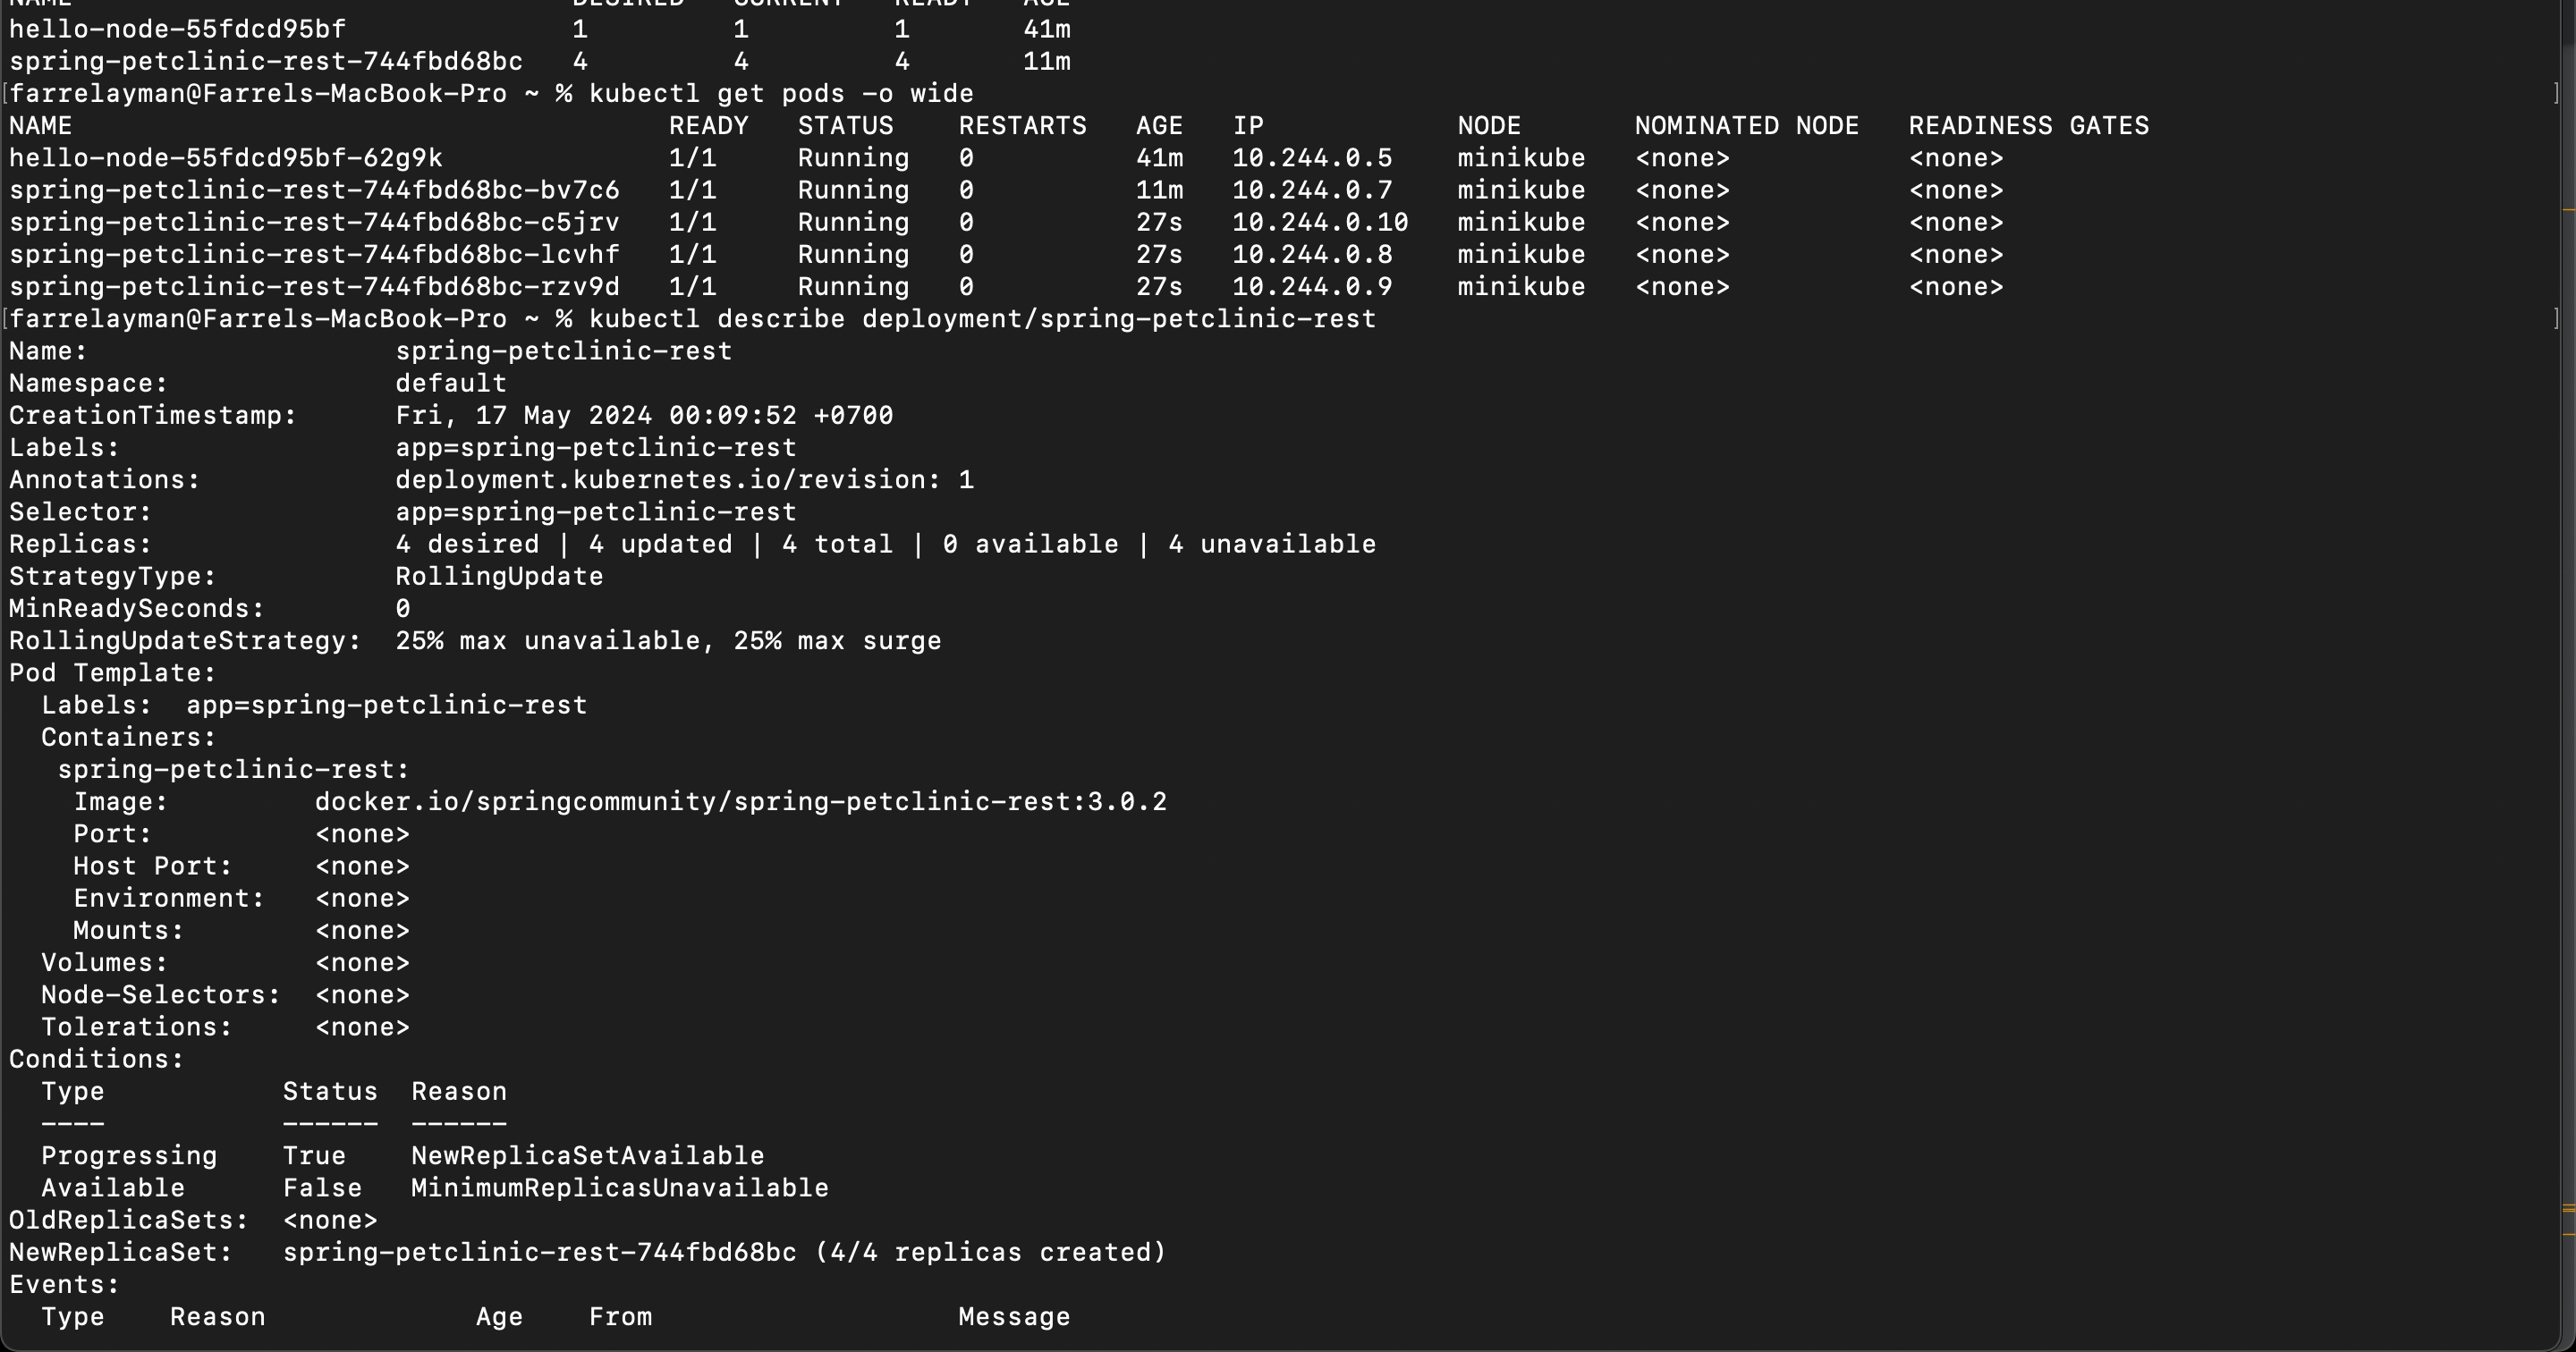 NAME                               DESIRED   CURRENT   READY   AGE
hello-node-55fdcd95bf              1         1         1       41m
spring-petclinic-rest-744fbd68bc   4         4         4       11m
[farrelayman@Farrels-MacBook-Pro ~ % kubectl get pods -o wide ]
NAME                                     READY   STATUS    RESTARTS   AGE   IP            NODE       NOMINATED NODE   READINESS GATES
hello-node-55fdcd95bf-62g9k              1/1     Running   0          41m   10.244.0.5    minikube   <none>           <none>
spring-petclinic-rest-744fbd68bc-bv7c6   1/1     Running   0          11m   10.244.0.7    minikube   <none>           <none>
spring-petclinic-rest-744fbd68bc-c5jrv   1/1     Running   0          27s   10.244.0.10   minikube   <none>           <none>
spring-petclinic-rest-744fbd68bc-lcvhf   1/1     Running   0          27s   10.244.0.8    minikube   <none>           <none>
spring-petclinic-rest-744fbd68bc-rzv9d   1/1     Running   0          27s   10.244.0.9    minikube   <none>           <none>
[farrelayman@Farrels-MacBook-Pro ~ % kubectl describe deployment/spring-petclinic-rest ]
Name:                   spring-petclinic-rest
Namespace:              default
CreationTimestamp:      Fri, 17 May 2024 00:09:52 +0700
Labels:                 app=spring-petclinic-rest
Annotations:            deployment.kubernetes.io/revision: 1
Selector:               app=spring-petclinic-rest
Replicas:               4 desired | 4 updated | 4 total | 0 available | 4 unavailable
StrategyType:           RollingUpdate
MinReadySeconds:        0
RollingUpdateStrategy:  25% max unavailable, 25% max surge
Pod Template:
  Labels:  app=spring-petclinic-rest
  Containers:
   spring-petclinic-rest:
    Image:         docker.io/springcommunity/spring-petclinic-rest:3.0.2
    Port:          <none>
    Host Port:     <none>
    Environment:   <none>
    Mounts:        <none>
  Volumes:         <none>
  Node-Selectors:  <none>
  Tolerations:     <none>
Conditions:
  Type           Status  Reason
  ----           ------  ------
  Progressing    True    NewReplicaSetAvailable
  Available      False   MinimumReplicasUnavailable
OldReplicaSets:  <none>
NewReplicaSet:   spring-petclinic-rest-744fbd68bc (4/4 replicas created)
Events:
  Type    Reason             Age    From                   Message